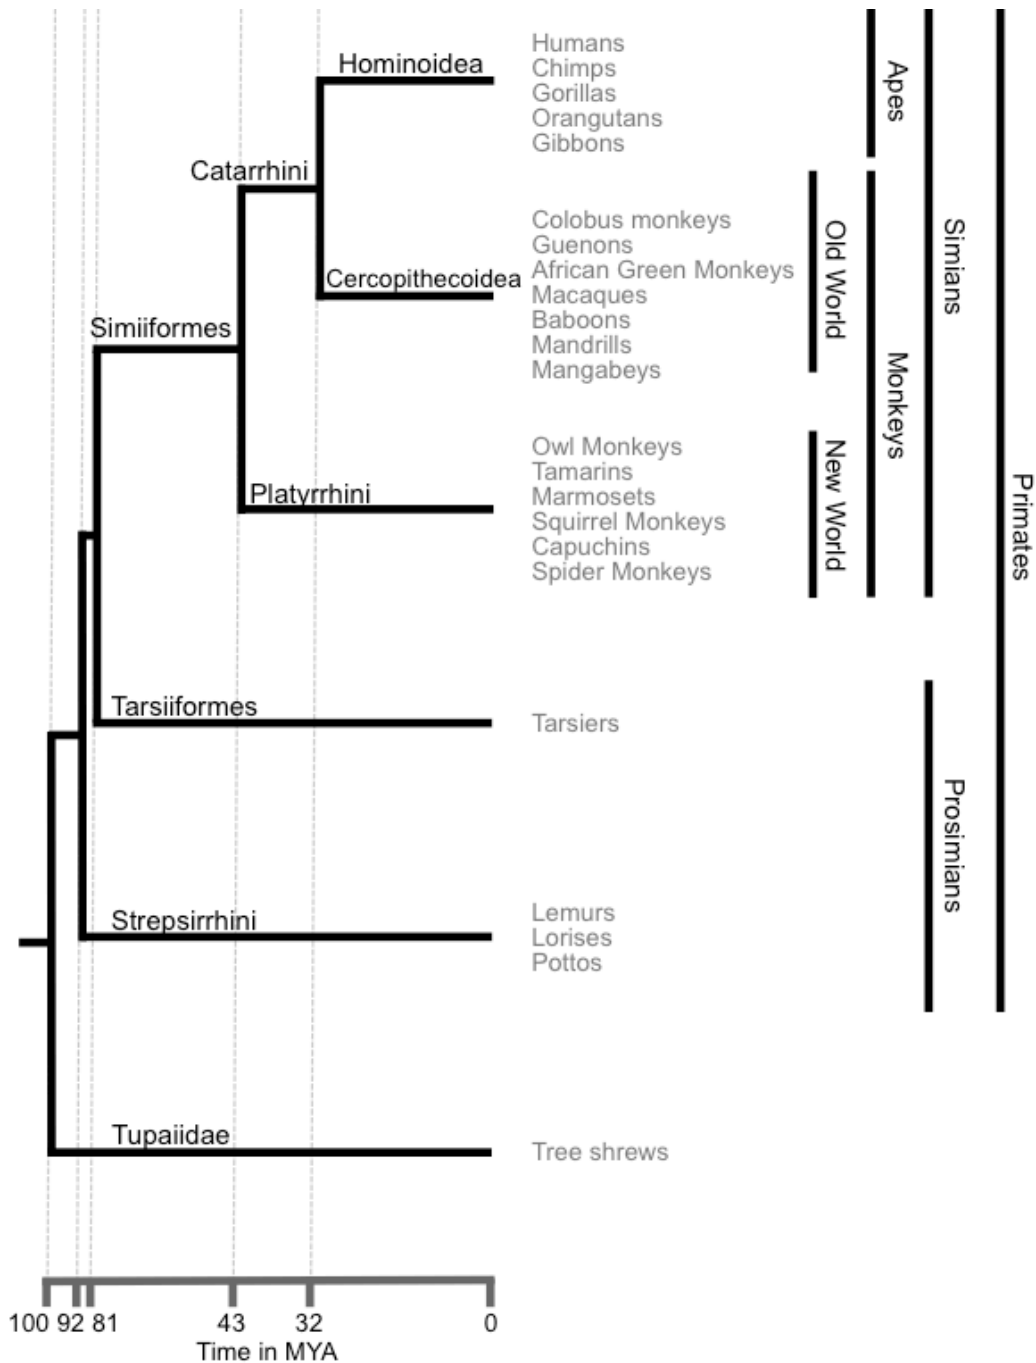 Hominoidea
Humans
Chimps
Gorillas
Orangutans
Gibbons
Apes
Catarrhini
Colobus monkeys
Guenons
African Green Monkeys
Macaques
Baboons
Mandrills
Mangabeys
Old World
Simians
Cercopithecoidea
Simiiformes
Monkeys
Owl Monkeys
Tamarins
Marmosets
Squirrel Monkeys
Capuchins
Spider Monkeys
New World
Platyrrhini
Primates
Tarsiiformes
Tarsiers
Prosimians
Strepsirrhini
Lemurs
Lorises
Pottos
Tupaiidae
Tree shrews
100 92 81 43 32 0
Time in MYA